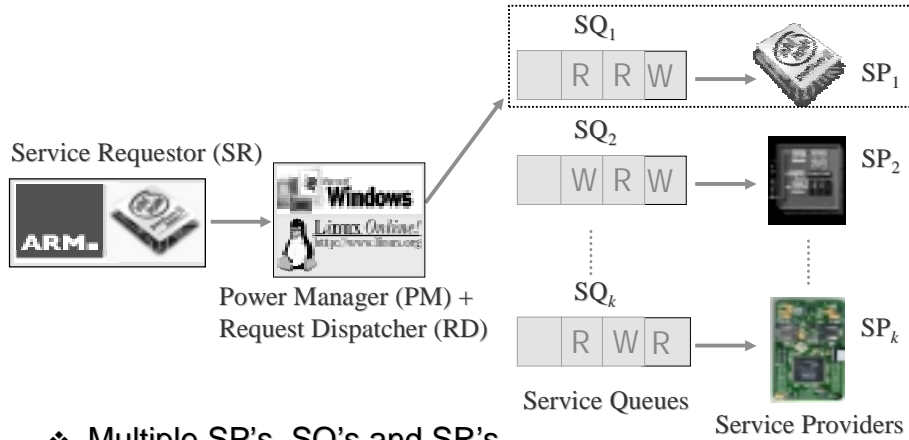 SQ1
R R W
SP1
SQ2
W R W
SP2
Service Requestor (SR)
ARM
Windows
Linux Online!
http://www.linux.org
Power Manager (PM) +
Request Dispatcher (RD)
SQk
R W R
SPk
Service Queues
Service Providers
❖ Multiple SP's, SQ's and SR's